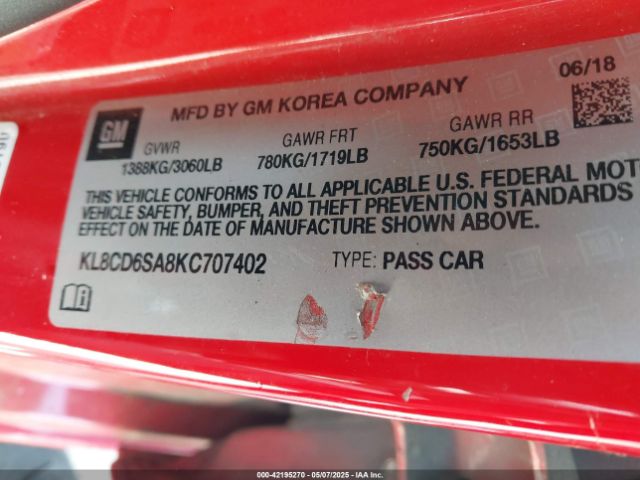 06/18
MFD BY GM KOREA COMPANY
GM
GVWR GAWR FRT GAWR RR
1388KG/3060LB 780KG/1719LB 750KG/1653LB
THIS VEHICLE CONFORMS TO ALL APPLICABLE U.S. FEDERAL MOT
VEHICLE SAFETY, BUMPER, AND THEFT PREVENTION STANDARDS
EFFECT ON THE DATE OF MANUFACTURE SHOWN ABOVE.
KL8CD6SA8KC707402 TYPE: PASS CAR
000-42195270 - 05/07/2025 - IAA, Inc.